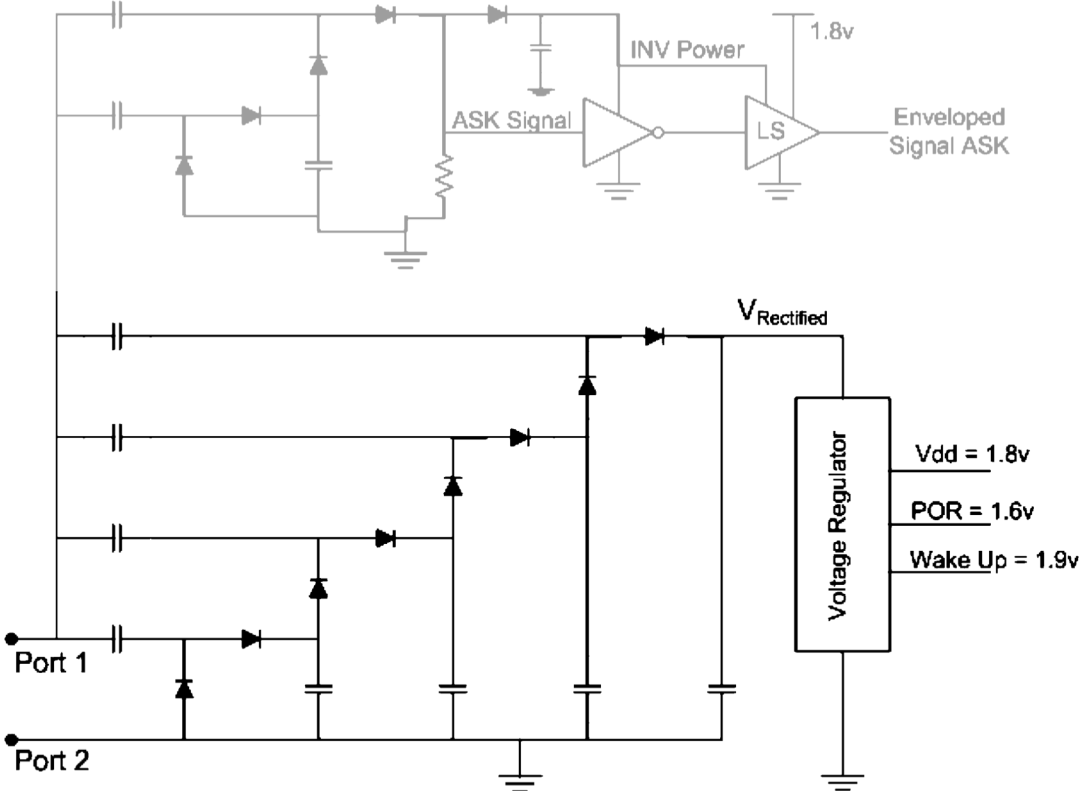 1.8v
INV Power
ASK Signal
LS
Enveloped
Signal ASK
VRectified
Voltage Regulator
Vdd = 1.8v
POR = 1.6v
Wake Up = 1.9v
Port 1
Port 2